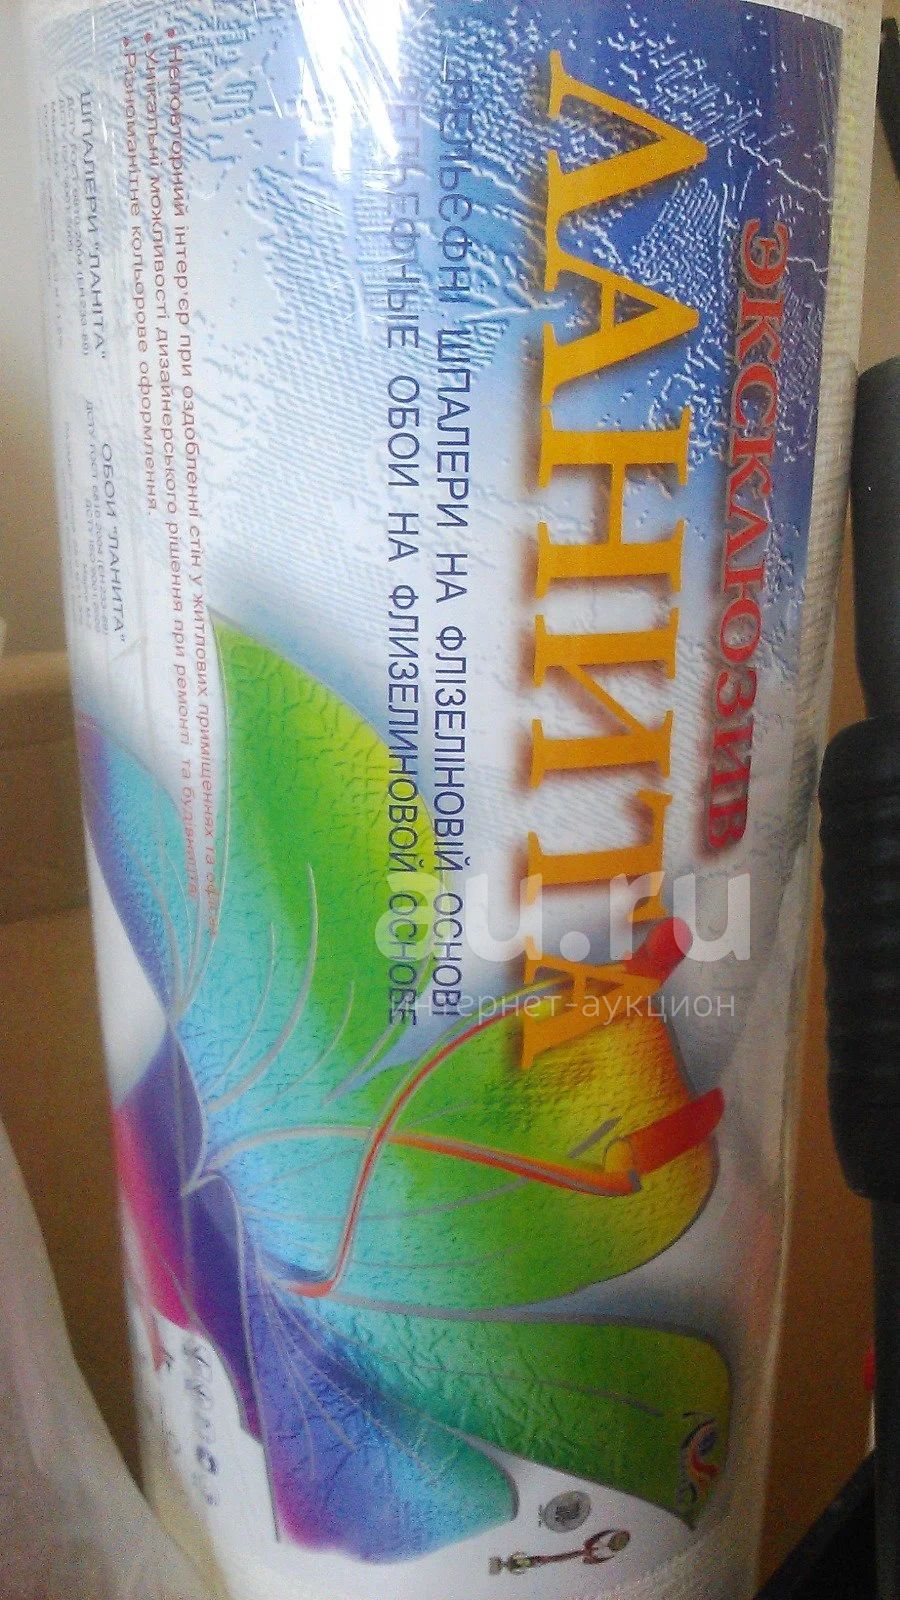 ЭКСКЛЮЗИВ
ЛАНИТА
РЕЛЬЄФНІ ШПАЛЕРИ НА ФЛІЗЕЛІНОВІЙ ОСНОВІ
РЕЛЬЕФНЫЕ ОБОИ НА ФЛИЗЕЛИНОВОЙ ОСНОВЕ
• Неповторний інтер'єр при оздобленні стін у житлових приміщеннях та офісах
• Унікальні можливості дизайнерського рішення при ремонті та будівництві
• Різноманітне кольорове оформлення.
ШПАЛЕРИ "ЛАНІТА"
ОБОИ "ЛАНИТА"
au.ru
интернет-аукцион